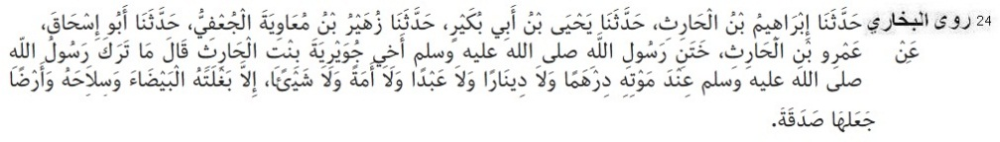 24 روى البخاري حَدَّثَنَا إِبْرَاهِيمُ بْنُ الْحَارِثِ، حَدَّثَنَا يَحْيَى بْنُ أَبِي بُكَيْرٍ، حَدَّثَنَا زُهَيْرُ بْنُ مُعَاوِيَةَ الْجُعْفِيُّ، حَدَّثَنَا أَبُو إِسْحَاقَ،
عَنْ عَمْرِو بْنِ الْحَارِثِ، خَتَنِ رَسُولِ اللَّهِ صلى الله عليه وسلم أَخِي جُوَيْرِيَةَ بِنْتِ الْحَارِثِ قَالَ مَا تَرَكَ رَسُولُ اللَّهِ
صلى الله عليه وسلم عِنْدَ مَوْتِهِ دِرْهَمًا وَلاَ دِينَارًا وَلاَ عَبْدًا وَلاَ أَمَةً وَلاَ شَيْئًا، إِلاَّ بَغْلَتَهُ الْبَيْضَاءَ وَسِلاَحَهُ وَأَرْضًا
جَعَلَهَا صَدَقَةً.